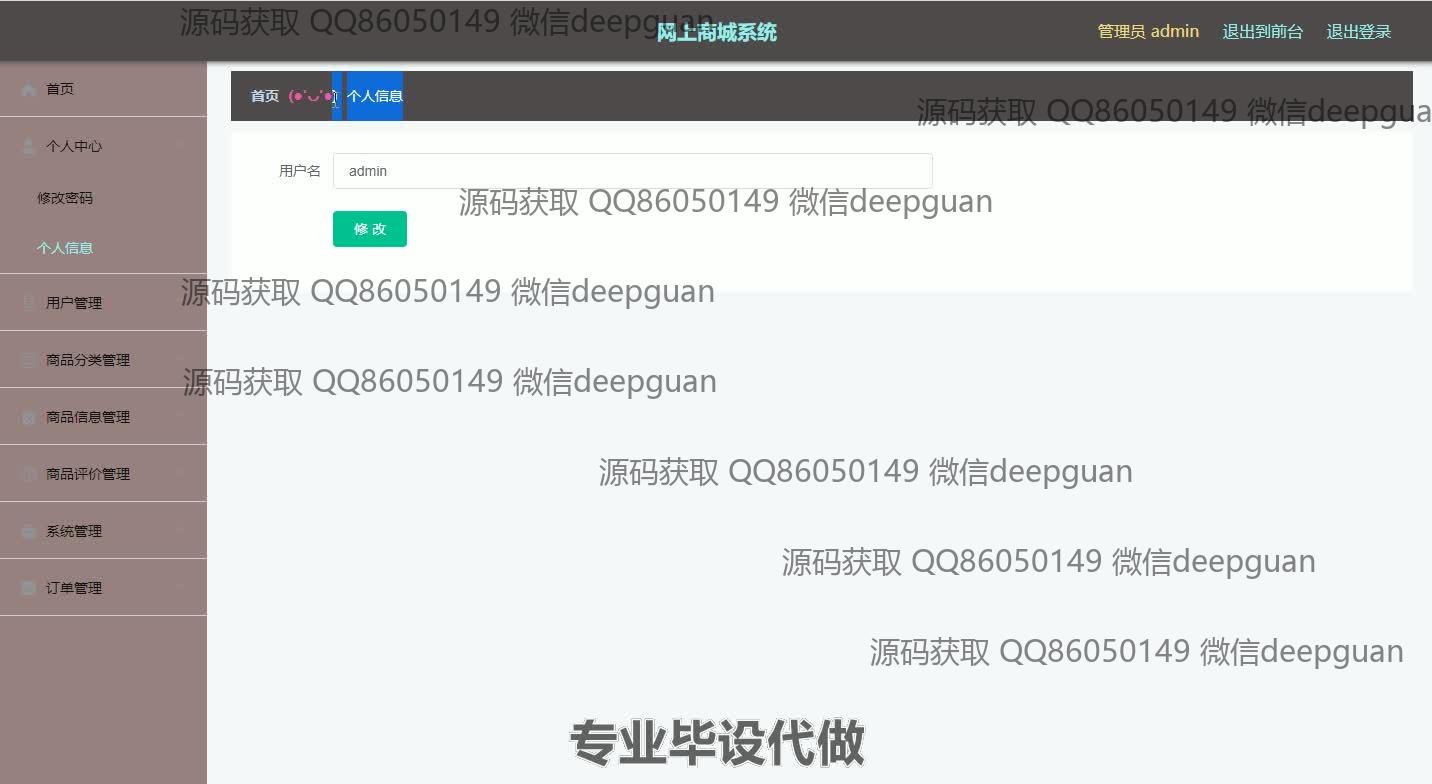 源码获取 QQ86050149 微信deepguan
网上商城系统
管理员 admin 退出到前台 退出登录
首页
首页 (●'◡'●) 个人信息
源码获取 QQ86050149 微信deepgua
个人中心
用户名 admin
修改密码
源码获取 QQ86050149 微信deepguan
修改
个人信息
源码获取 QQ86050149 微信deepguan
用户管理
商品分类管理
源码获取 QQ86050149 微信deepguan
商品信息管理
商品评价管理
源码获取 QQ86050149 微信deepguan
系统管理
源码获取 QQ86050149 微信deepguan
订单管理
源码获取 QQ86050149 微信deepguan
专业毕设代做